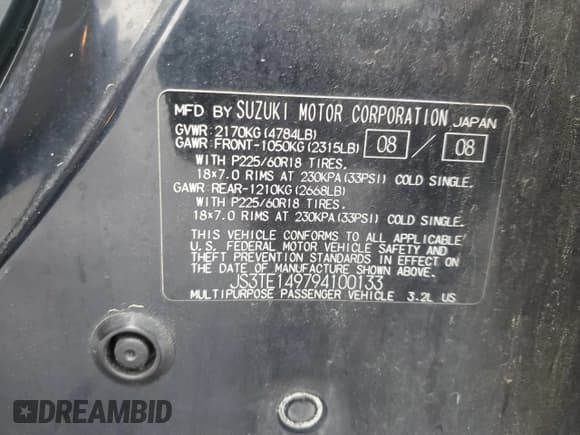 MFD BY SUZUKI MOTOR CORPORATION JAPAN
GVWR: 2170KG (4784LB)
GAWR: FRONT-1050KG (2315LB) 08 / 08
WITH P225/60R18 TIRES.
18×7.0 RIMS AT 230KPA (33PSI) COLD SINGLE.
GAWR: REAR-1210KG (2668LB)
WITH P225/60R18 TIRES.
18×7.0 RIMS AT 230KPA (33PSI) COLD SINGLE.
THIS VEHICLE CONFORMS TO ALL APPLICABLE
U.S. FEDERAL MOTOR VEHICLE SAFETY AND
THEFT PREVENTION STANDARDS IN EFFECT ON
THE DATE OF MANUFACTURE SHOWN ABOVE.
JS3TE149794100133
MULTIPURPOSE PASSENGER VEHICLE 3.2L US
DREAMBID